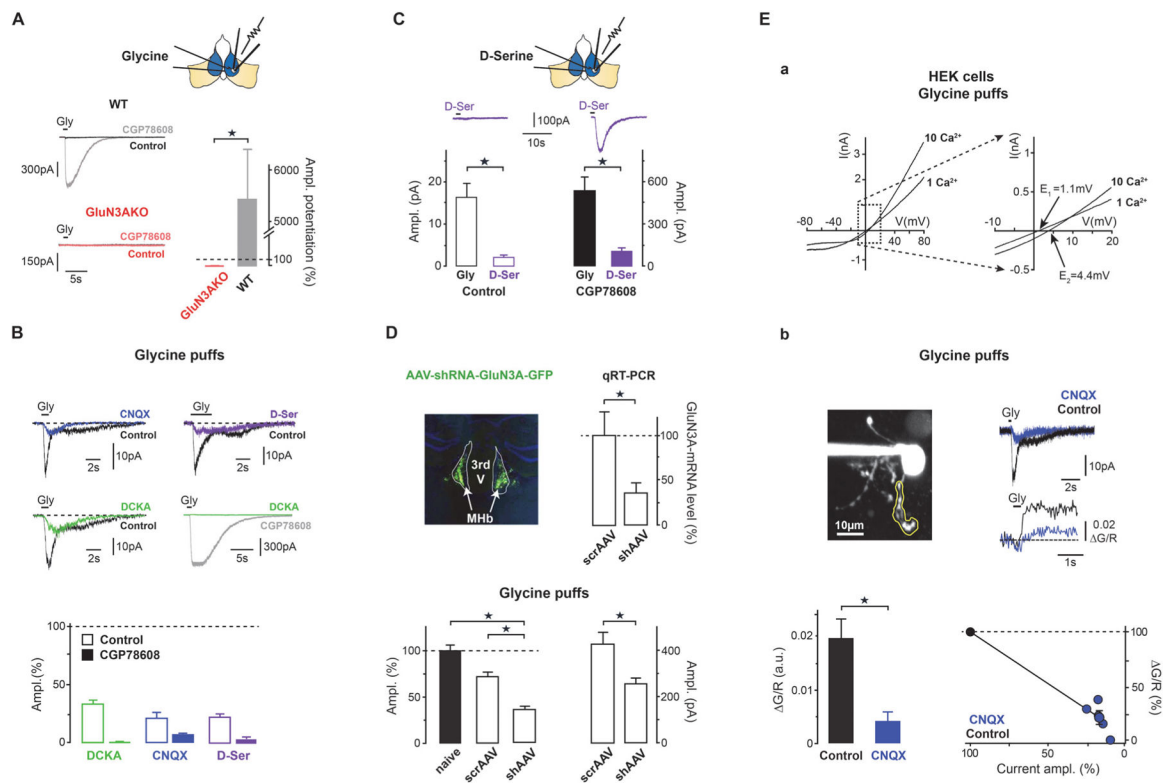 A
Glycine
WT
Gly
CGP78608
Control
300pA
GluN3AKO
Gly
CGP78608
Control
150pA
5s
★
6000
5000
100
Ampl. potentiation (%)
GluN3AKO
WT
B
Glycine puffs
Gly
CNQX
Control
10pA
2s
Gly
D-Ser
Control
10pA
2s
Gly
DCKA
Control
10pA
2s
Gly
DCKA
CGP78608
300pA
5s
100
50
0
Ampl.(%)
Control
CGP78608
DCKA
CNQX
D-Ser
C
D-Serine
D-Ser
100pA
10s
D-Ser
20
15
10
5
0
Ampl. (pA)
★
Gly
D-Ser
Control
★
600
400
200
0
Ampl. (pA)
Gly
D-Ser
CGP78608
D
AAV-shRNA-GluN3A-GFP
3rd
V
MHb
qRT-PCR
★
100
50
0
GluN3A-mRNA level (%)
scrAAV
shAAV
Glycine puffs
★
★
100
50
0
Ampl. (%)
naive
scrAAV
shAAV
★
400
200
0
Ampl. (pA)
scrAAV
shAAV
E
a
HEK cells
Glycine puffs
I(nA)
3
2
1
-1
-80
-40
40
80
V(mV)
10 Ca²⁺
1 Ca²⁺
I(nA)
1
0.5
-0.5
-10
10
20
V(mV)
E₁=1.1mV
E₂=4.4mV
10 Ca²⁺
1 Ca²⁺
b
Glycine puffs
10µm
CNQX
Control
Gly
10pA
2s
Gly
0.02
ΔG/R
1s
★
0.02
0.01
0
ΔG/R (a.u.)
Control
CNQX
CNQX
Control
100
50
0
Current ampl. (%)
100
50
0
ΔG/R (%)